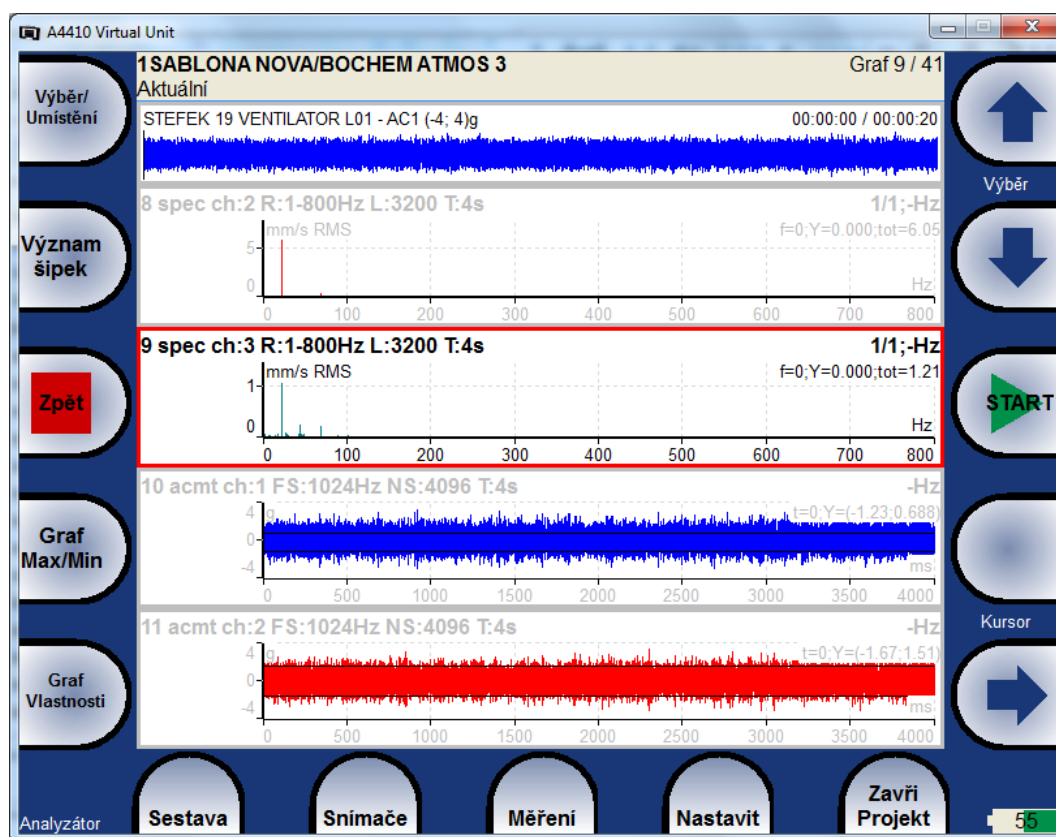 A4410 Virtual Unit
1SABLONA NOVA/BOCHEM ATMOS 3
Graf 9 / 41
Aktuální
Výběr/
Umístění
Význam
šipek
Zpět
Graf
Max/Min
Graf
Vlastnosti
Analyzátor
STEFEK 19 VENTILATOR L01 - AC1 (-4; 4)g
00:00:00 / 00:00:20
8 spec ch:2 R:1-800Hz L:3200 T:4s
1/1;-Hz
mm/s RMS
f=0;Y=0.000;tot=6.05
5
0
Hz
0 100 200 300 400 500 600 700 800
9 spec ch:3 R:1-800Hz L:3200 T:4s
1/1;-Hz
mm/s RMS
f=0;Y=0.000;tot=1.21
1
0
Hz
0 100 200 300 400 500 600 700 800
10 acmt ch:1 FS:1024Hz NS:4096 T:4s
-Hz
4
g
t=0;Y=(-1.23;0.688)
0
-4
ms
0 500 1000 1500 2000 2500 3000 3500 4000
11 acmt ch:2 FS:1024Hz NS:4096 T:4s
-Hz
4
g
t=0;Y=(-1.67;1.51)
0
-4
ms
0 500 1000 1500 2000 2500 3000 3500 4000
Výběr
START
Kursor
Sestava
Snímače
Měření
Nastavit
Zavři
Projekt
55